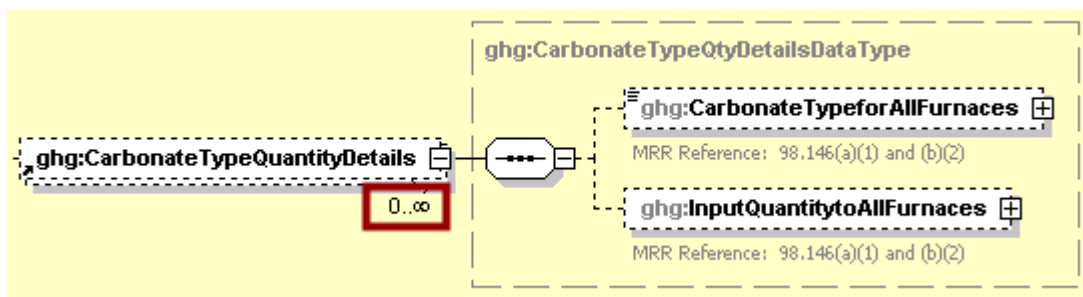 ghg:CarbonateTypeQtyDetailsDataType
ghg:CarbonateTypeforAllFurnaces
MRR Reference: 98.146(a)(1) and (b)(2)
ghg:CarbonateTypeQuantityDetails
0..∞
ghg:InputQuantitytoAllFurnaces
MRR Reference: 98.146(a)(1) and (b)(2)